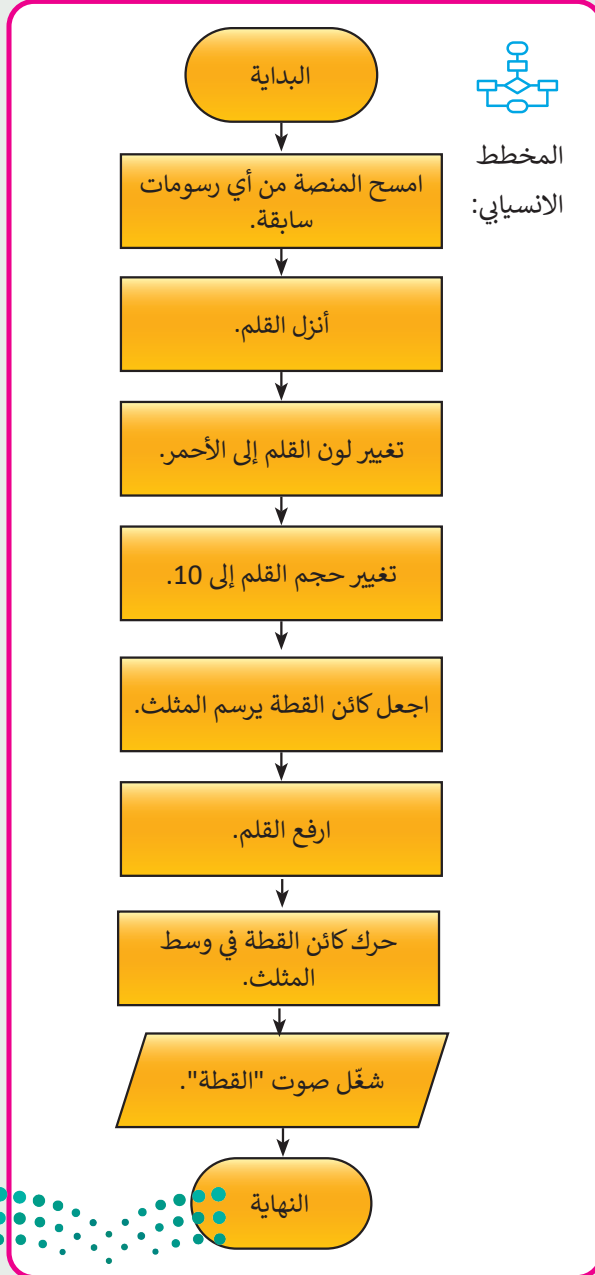 المخطط
الانسيابي:
البداية
امسح المنصة من أي رسومات
سابقة.
أنزل القلم.
تغيير لون القلم إلى الأحمر.
تغيير حجم القلم إلى 10.
اجعل كائن القطة يرسم المثلث.
ارفع القلم.
حرك كائن القطة في وسط
المثلث.
شغّل صوت "القطة".
النهاية